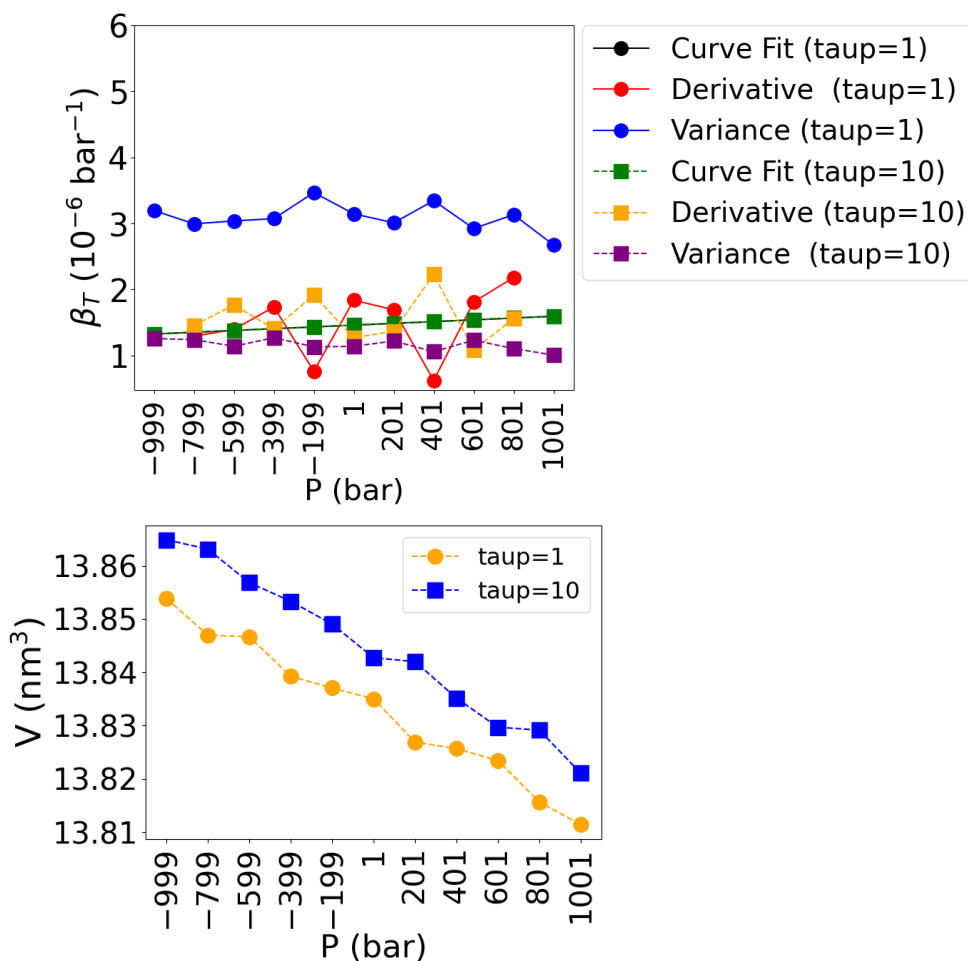 6
5
4
3
2
1
β_T (10⁻⁶ bar⁻¹)
−999
−799
−599
−399
−199
1
201
401
601
801
1001
P (bar)
Curve Fit (taup=1)
Derivative  (taup=1)
Variance (taup=1)
Curve Fit (taup=10)
Derivative (taup=10)
Variance  (taup=10)
13.86
13.85
13.84
13.83
13.82
13.81
V (nm³)
taup=1
taup=10
−999
−799
−599
−399
−199
1
201
401
601
801
1001
P (bar)